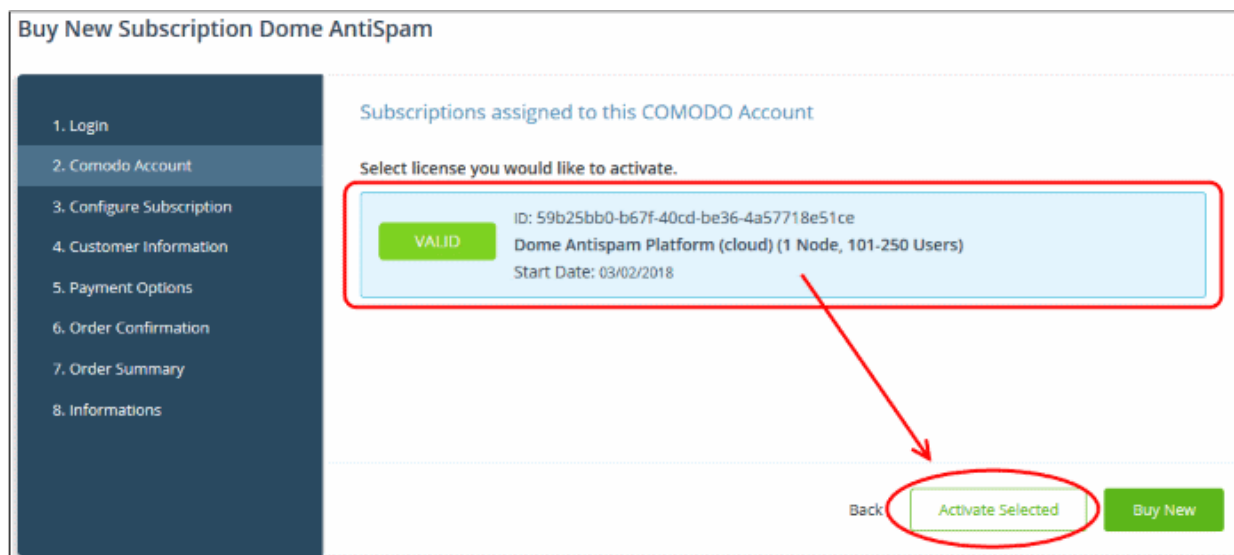 Buy New Subscription Dome AntiSpam
1. Login
2. Comodo Account
3. Configure Subscription
4. Customer Information
5. Payment Options
6. Order Confirmation
7. Order Summary
8. Informations
Subscriptions assigned to this COMODO Account
Select license you would like to activate.
VALID
ID: 59b25bb0-b67f-40cd-be36-4a57718e51ce
Dome Antispam Platform (cloud) (1 Node, 101-250 Users)
Start Date: 03/02/2018
Back
Activate Selected
Buy New